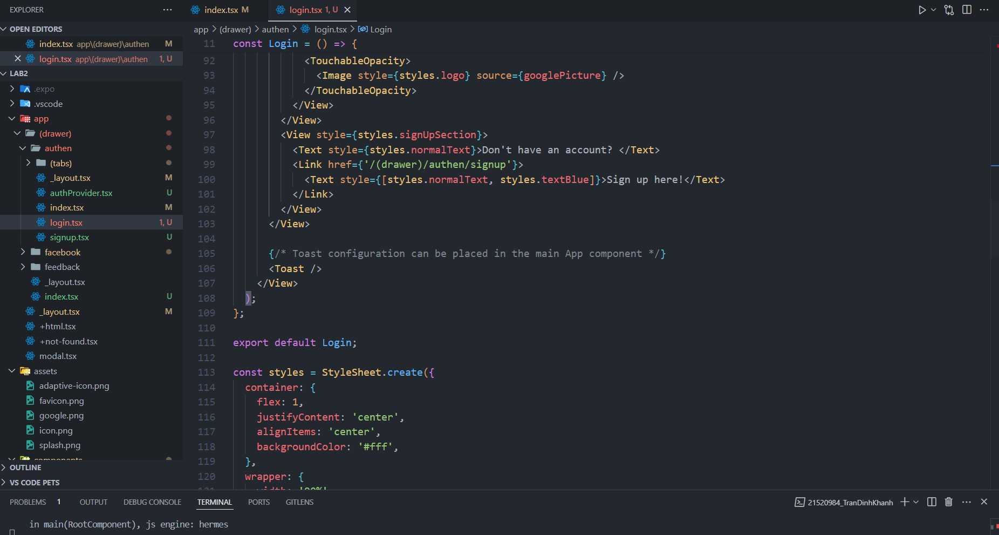 EXPLORER
index.tsx M
login.tsx 1, U
OPEN EDITORS
index.tsx app\(drawer)\authen M
login.tsx app\(drawer)\authen 1, U
LAB2
.expo
.vscode
app
(drawer)
authen
(tabs)
_layout.tsx M
authProvider.tsx U
index.tsx M
login.tsx 1, U
signup.tsx U
facebook
feedback
_layout.tsx
index.tsx U
_layout.tsx M
+html.tsx
+not-found.tsx
modal.tsx
assets
adaptive-icon.png
favicon.png
google.png
icon.png
splash.png
components
OUTLINE
VS CODE PETS
app > (drawer) > authen > login.tsx > Login
11 const Login = () => {
92 <TouchableOpacity>
93 <Image style={styles.logo} source={googlePicture} />
94 </TouchableOpacity>
95 </View>
96 </View>
97 <View style={styles.signUpSection}>
98 <Text style={styles.normalText}>Don't have an account? </Text>
99 <Link href={'/(drawer)/authen/signup'}>
100 <Text style={[styles.normalText, styles.textBlue]}>Sign up here!</Text>
101 </Link>
102 </View>
103 </View>
104
105 {/* Toast configuration can be placed in the main App component */}
106 <Toast />
107 </View>
108 );
109 };
110
111 export default Login;
112
113 const styles = StyleSheet.create({
114 container: {
115 flex: 1,
116 justifyContent: 'center',
117 alignItems: 'center',
118 backgroundColor: '#fff',
119 },
120 wrapper: {
PROBLEMS 1 OUTPUT DEBUG CONSOLE TERMINAL PORTS GITLENS
21520984_TranDinhKhanh
in main(RootComponent), js engine: hermes